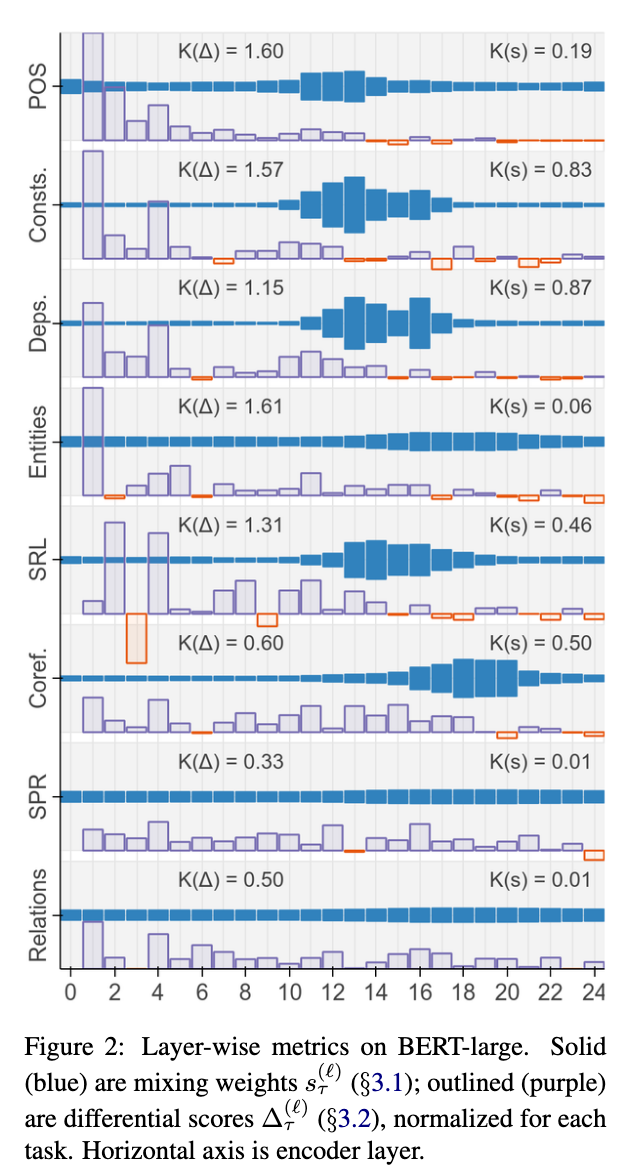 POS
K(Δ) = 1.60
K(s) = 0.19
Consts.
K(Δ) = 1.57
K(s) = 0.83
Deps.
K(Δ) = 1.15
K(s) = 0.87
Entities
K(Δ) = 1.61
K(s) = 0.06
SRL
K(Δ) = 1.31
K(s) = 0.46
Coref.
K(Δ) = 0.60
K(s) = 0.50
SPR
K(Δ) = 0.33
K(s) = 0.01
Relations
K(Δ) = 0.50
K(s) = 0.01
0 2 4 6 8 10 12 14 16 18 20 22 24
Figure 2: Layer-wise metrics on BERT-large. Solid
(blue) are mixing weights s_τ^(ℓ) (§3.1); outlined (purple)
are differential scores Δ_τ^(ℓ) (§3.2), normalized for each
task. Horizontal axis is encoder layer.